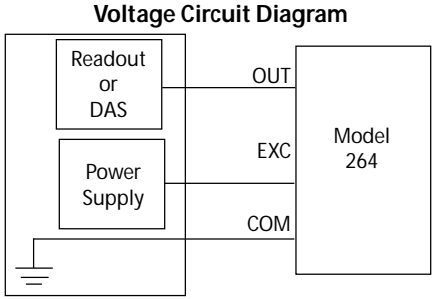 Voltage Circuit Diagram
Readout
or
DAS
OUT
Model
264
EXC
Power
Supply
COM